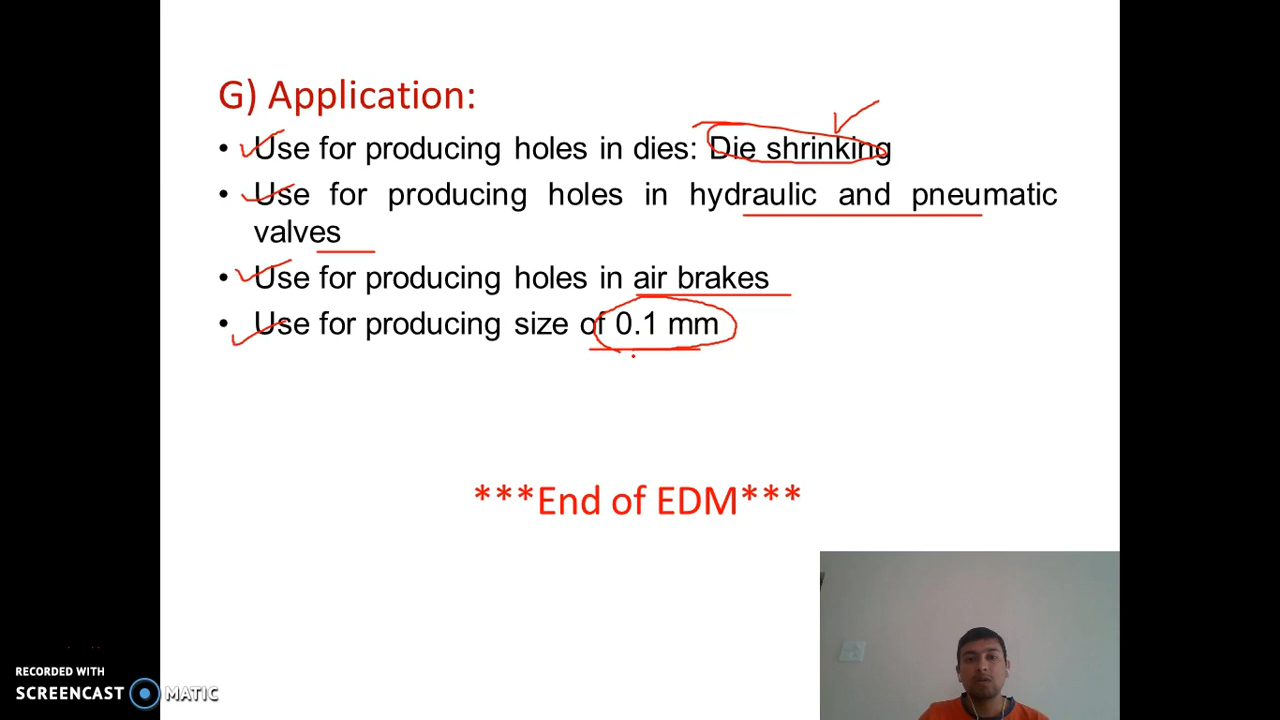 G) Application:
• Use for producing holes in dies: Die shrinking
• Use for producing holes in hydraulic and pneumatic
valves
• Use for producing holes in air brakes
• Use for producing size of 0.1 mm
***End of EDM***
RECORDED WITH
SCREENCAST MATIC